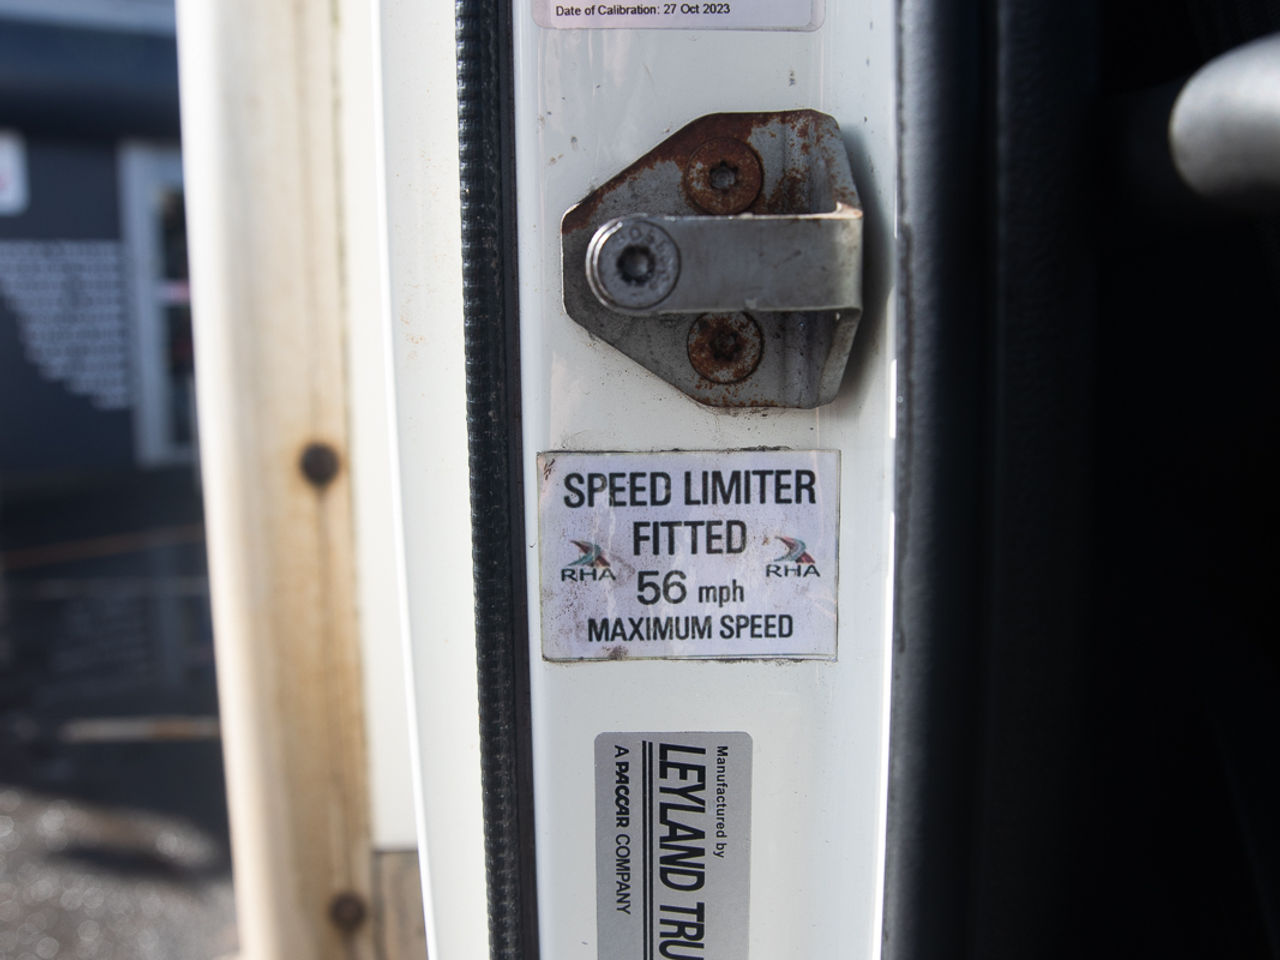 Date of Calibration: 27 Oct 2023
SPEED LIMITER
FITTED
RHA
RHA
56 mph
MAXIMUM SPEED
Manufactured by
LEYLAND TRU
A PACCAR COMPANY